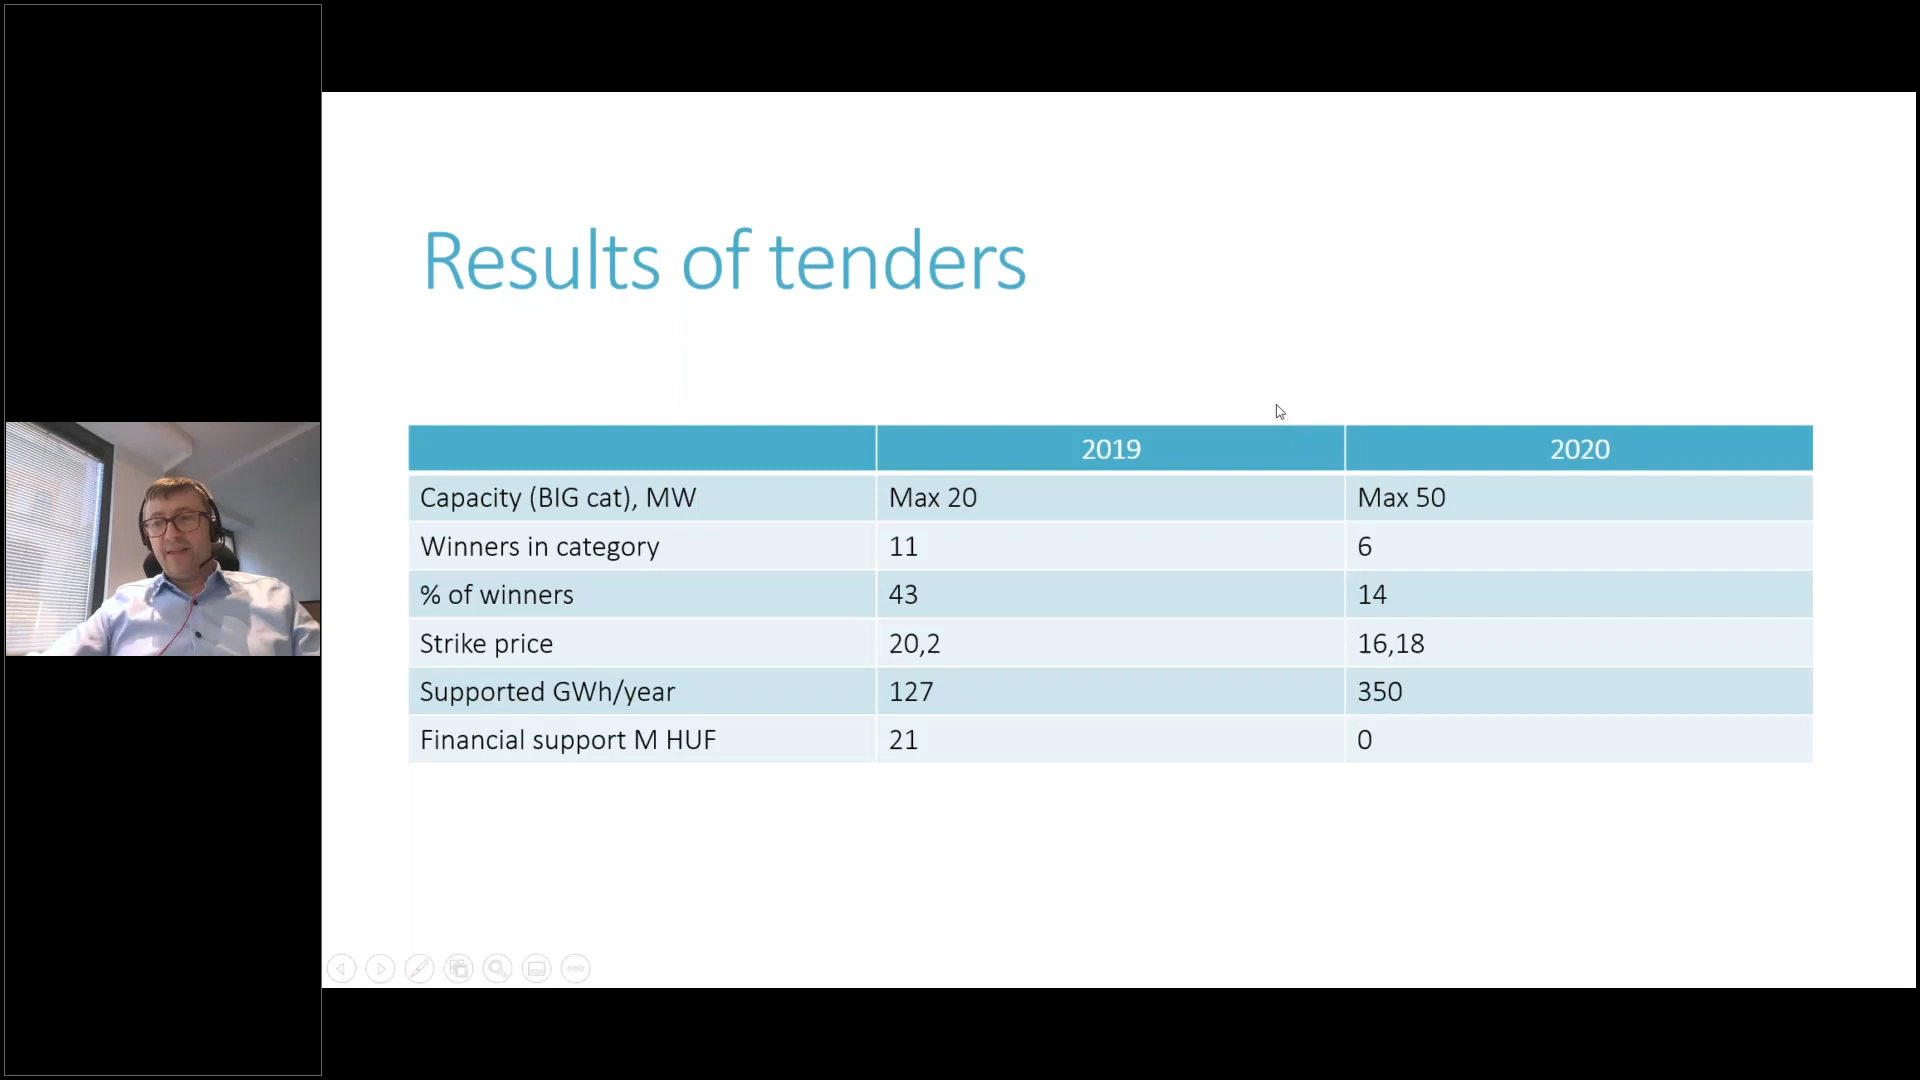 Results of tenders
2019 2020
Capacity (BIG cat), MW Max 20 Max 50
Winners in category 11 6
% of winners 43 14
Strike price 20,2 16,18
Supported GWh/year 127 350
Financial support M HUF 21 0